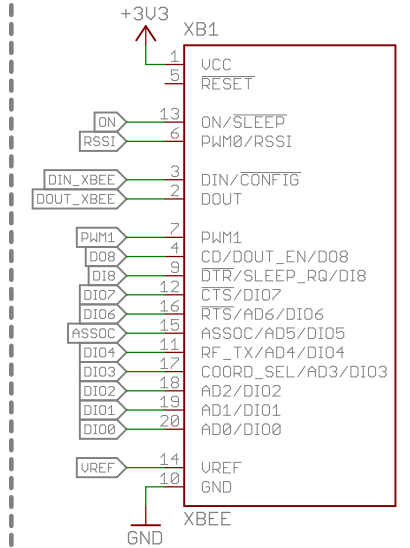 +3V3
XB1
1 VCC
5 RESET
ON 13 ON/SLEEP
RSSI 6 PWM0/RSSI
DIN_XBEE 3 DIN/CONFIG
DOUT_XBEE 2 DOUT
PWM1 7 PWM1
DO8 4 CD/DOUT_EN/DO8
DI8 9 DTR/SLEEP_RQ/DI8
DIO7 12 CTS/DIO7
DIO6 16 RTS/AD6/DIO6
ASSOC 15 ASSOC/AD5/DIO5
DIO4 11 RF_TX/AD4/DIO4
DIO3 17 COORD_SEL/AD3/DIO3
DIO2 18 AD2/DIO2
DIO1 19 AD1/DIO1
DIO0 20 AD0/DIO0
VREF 14 VREF
10 GND
XBEE
GND